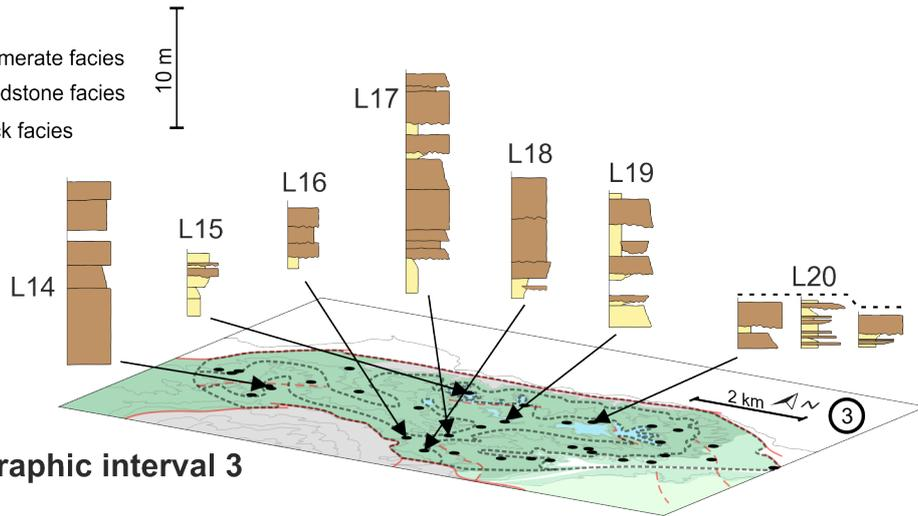 merate facies
dstone facies
k facies
10 m
L14
L15
L16
L17
L18
L19
L20
2 km
3
raphic interval 3